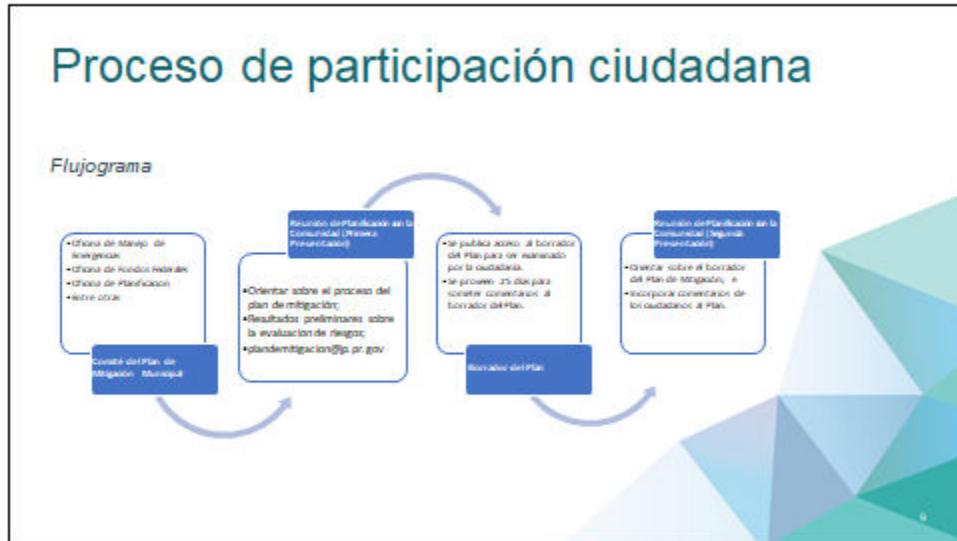 Proceso de participación ciudadana
Flujograma
•Oficina de Manejo de
Emergencias
•Oficina de Fondos Federales
•Oficina de Planificación
•Entre otras
Comité del Plan de
Mitigación Municipal
Reunión de Planificación con la
Comunidad (Primera
Presentación)
•Orientar sobre el proceso del
plan de mitigación;
•Resultados preliminares sobre
la evaluación de riesgos;
•plandemitigacion@jp.pr.gov
•Se publica acceso al borrador
del Plan para ser examinado
por la ciudadanía.
•Se proveen 25 días para
someter comentarios al
borrador del Plan.
Borrador del Plan
Reunión de Planificación con la
Comunidad (Segunda
Presentación)
•Orientar sobre el borrador
del Plan de Mitigación; e
•Incorporar comentarios de
los ciudadanos al Plan.